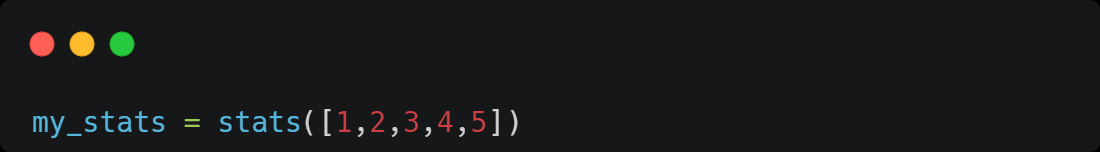 my_stats = stats([1,2,3,4,5])